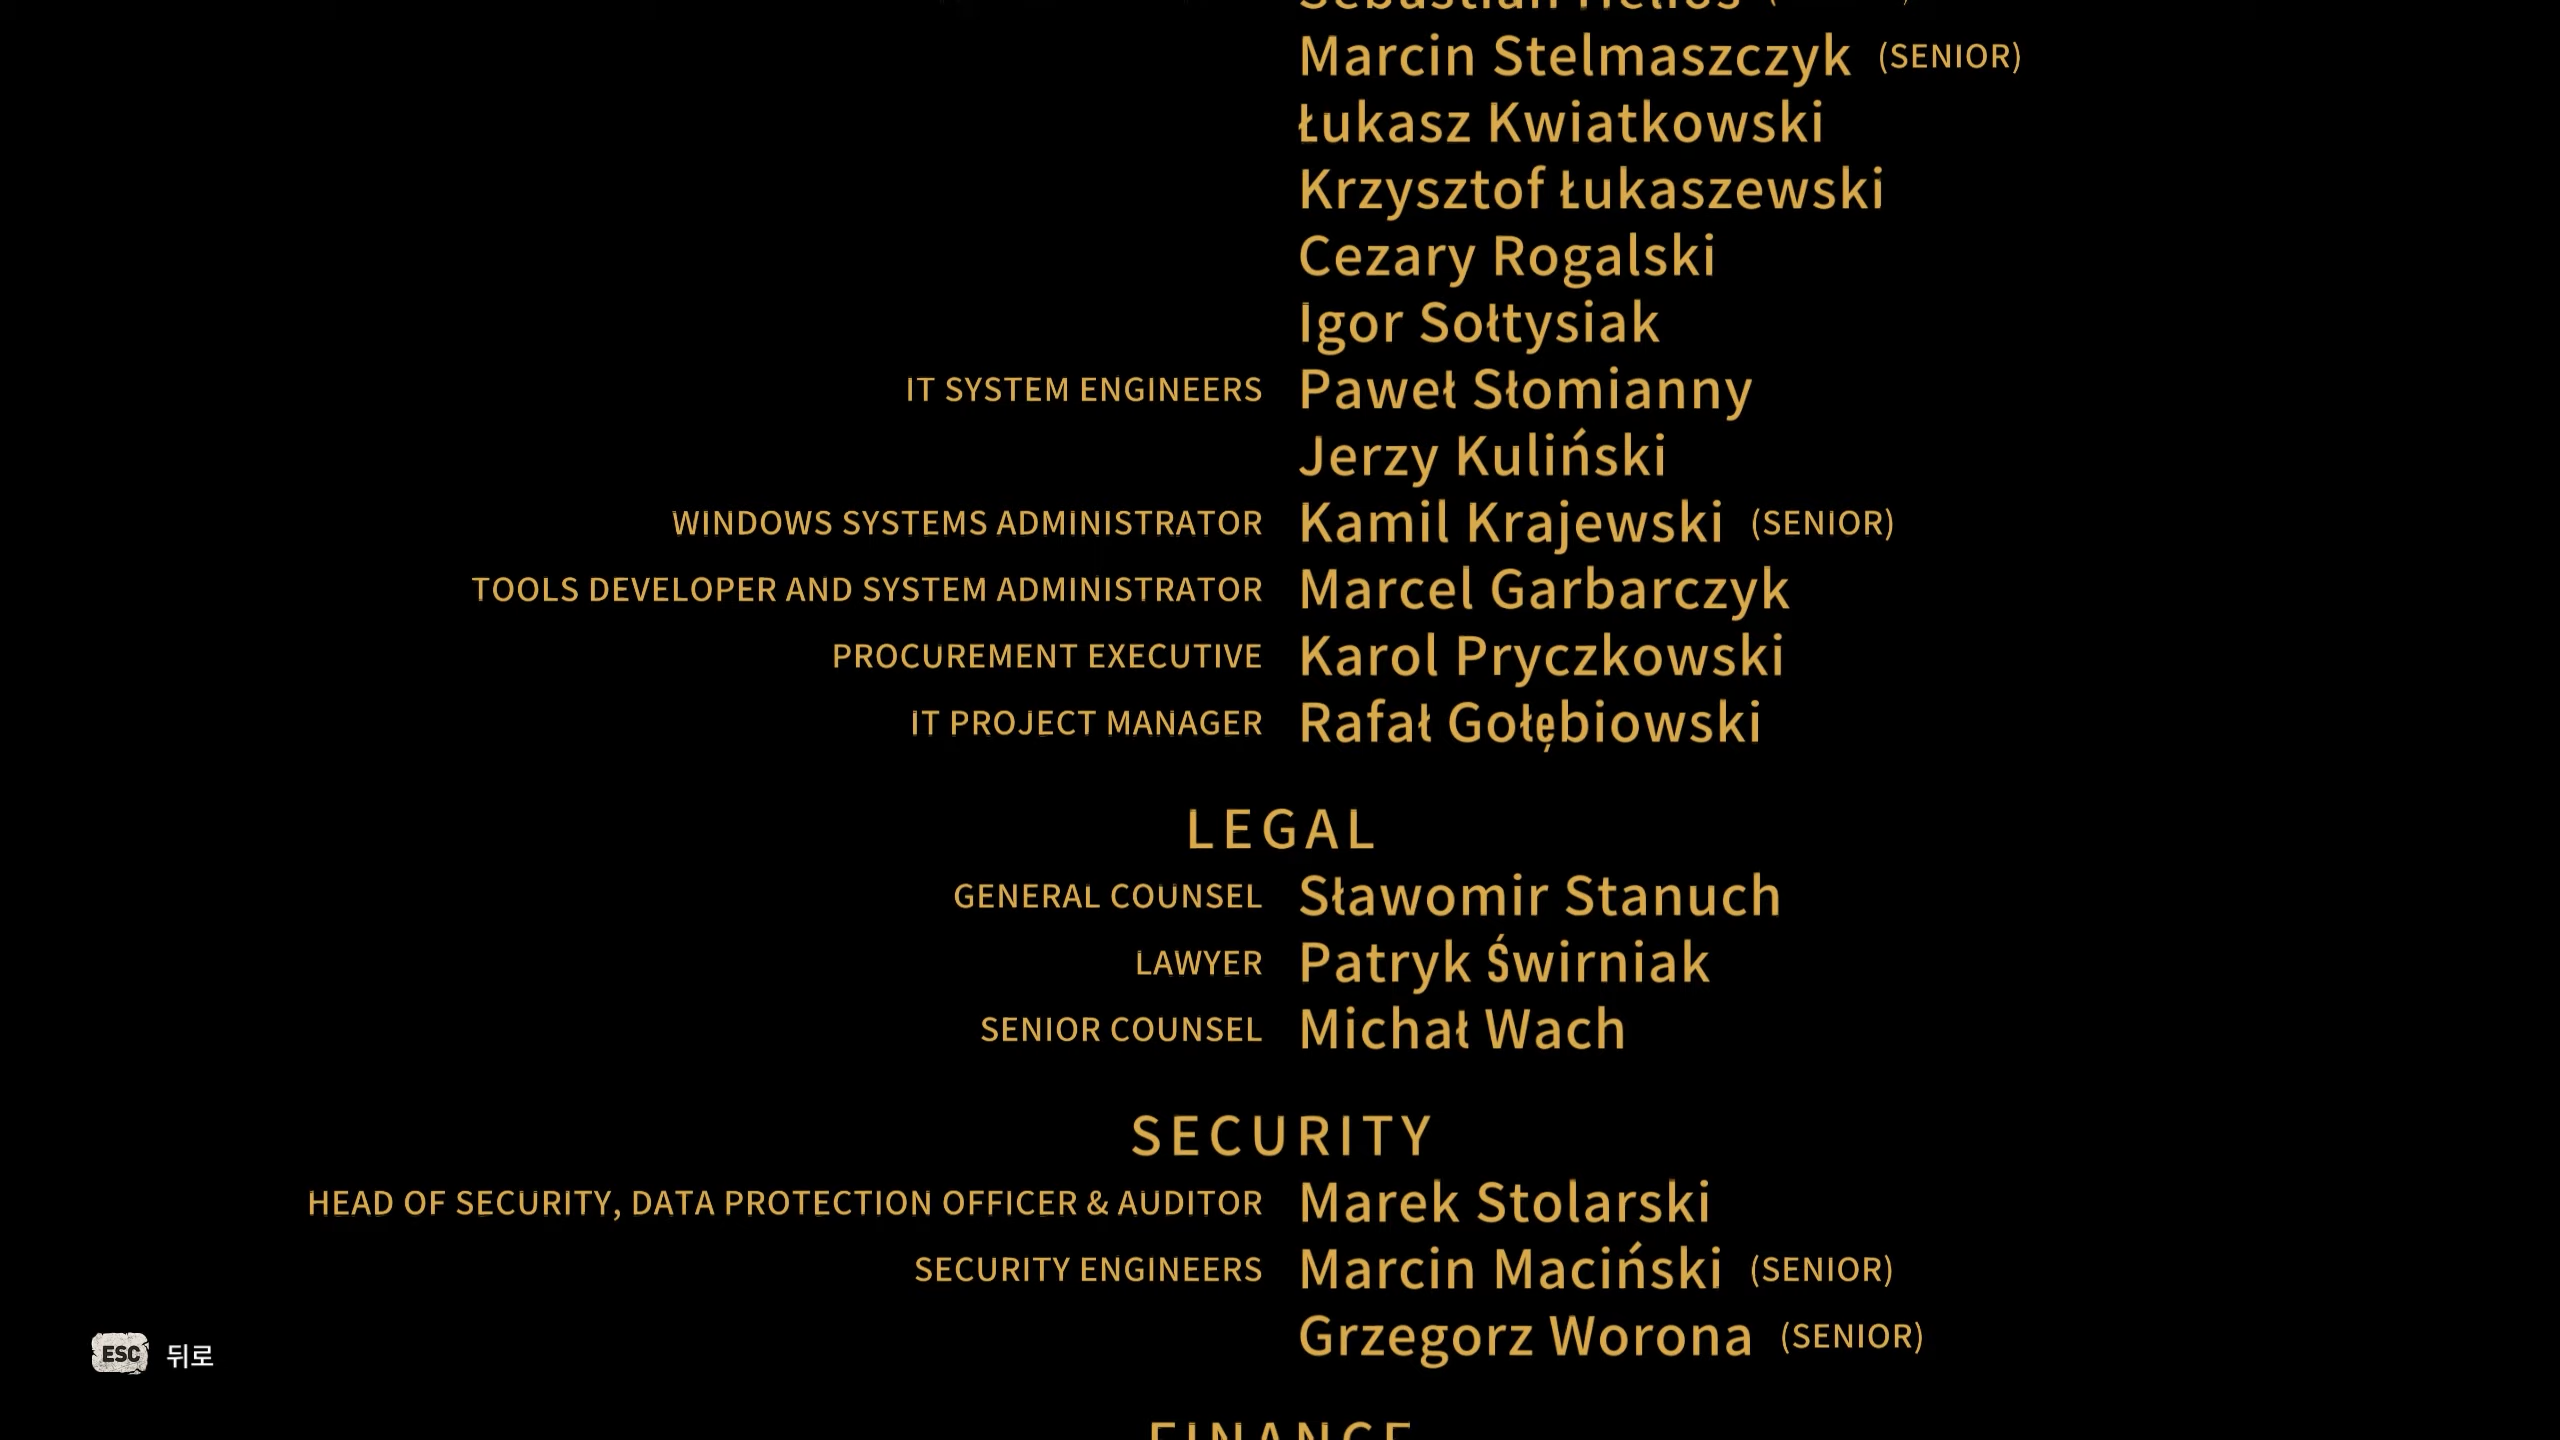 Marcin Stelmaszczyk (SENIOR)
Łukasz Kwiatkowski
Krzysztof Łukaszewski
Cezary Rogalski
Igor Sołtysiak
IT SYSTEM ENGINEERS Paweł Słomianny
Jerzy Kuliński
WINDOWS SYSTEMS ADMINISTRATOR Kamil Krajewski (SENIOR)
TOOLS DEVELOPER AND SYSTEM ADMINISTRATOR Marcel Garbarczyk
PROCUREMENT EXECUTIVE Karol Pryczkowski
IT PROJECT MANAGER Rafał Gołębiowski
LEGAL
GENERAL COUNSEL Sławomir Stanuch
LAWYER Patryk Świrniak
SENIOR COUNSEL Michał Wach
SECURITY
HEAD OF SECURITY, DATA PROTECTION OFFICER & AUDITOR Marek Stolarski
SECURITY ENGINEERS Marcin Maciński (SENIOR)
Grzegorz Worona (SENIOR)
ESC 뒤로
FINANCE